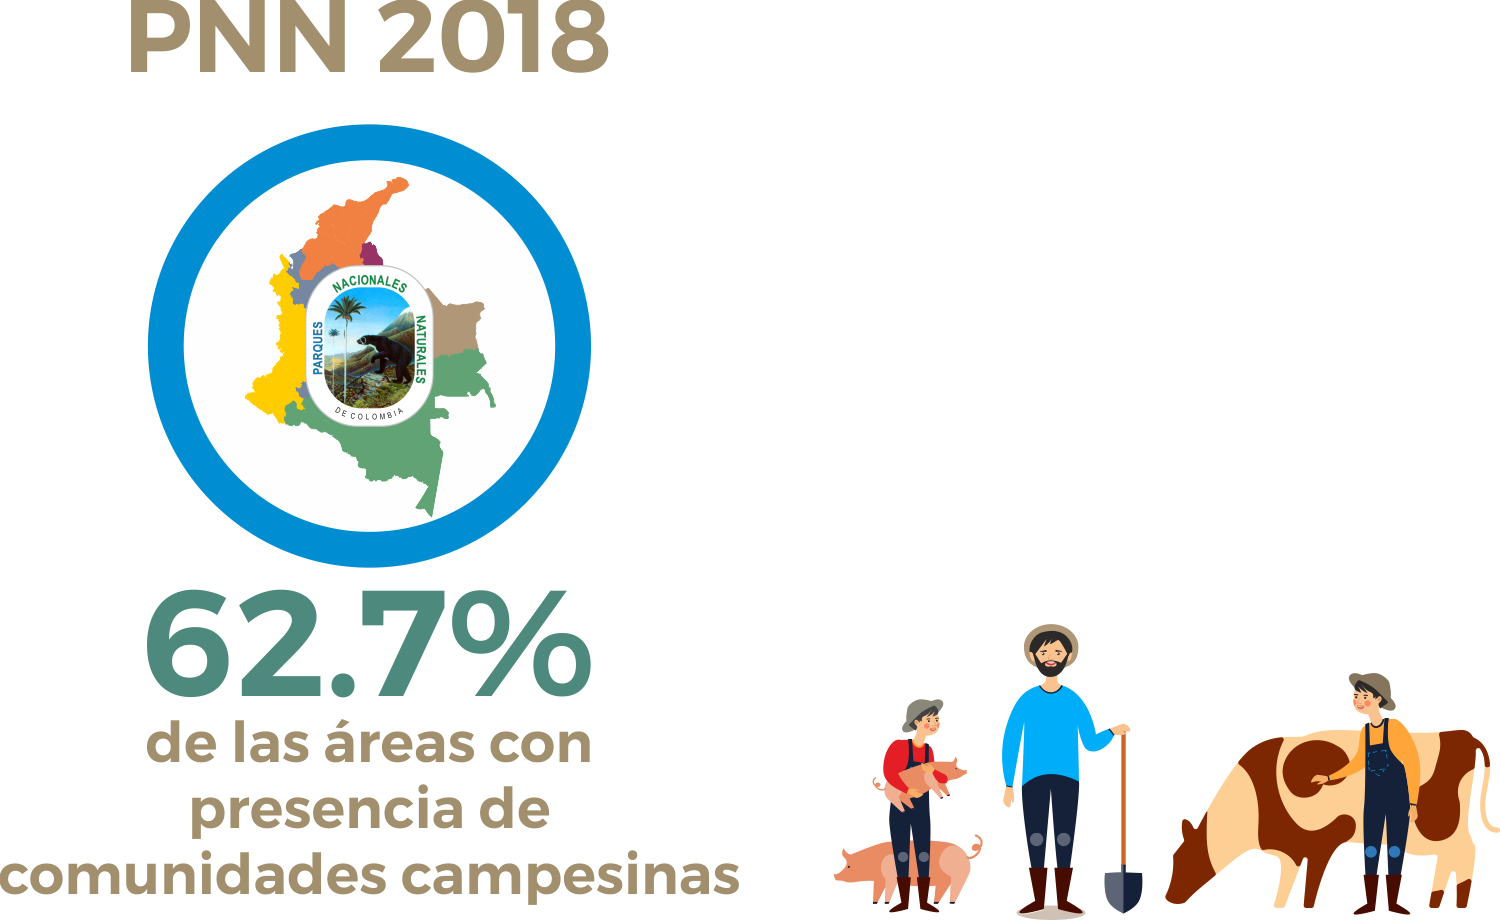 PNN 2018
NACIONALES
PARQUES
NATURALES
DE COLOMBIA
62.7%
de las áreas con
presencia de
comunidades campesinas